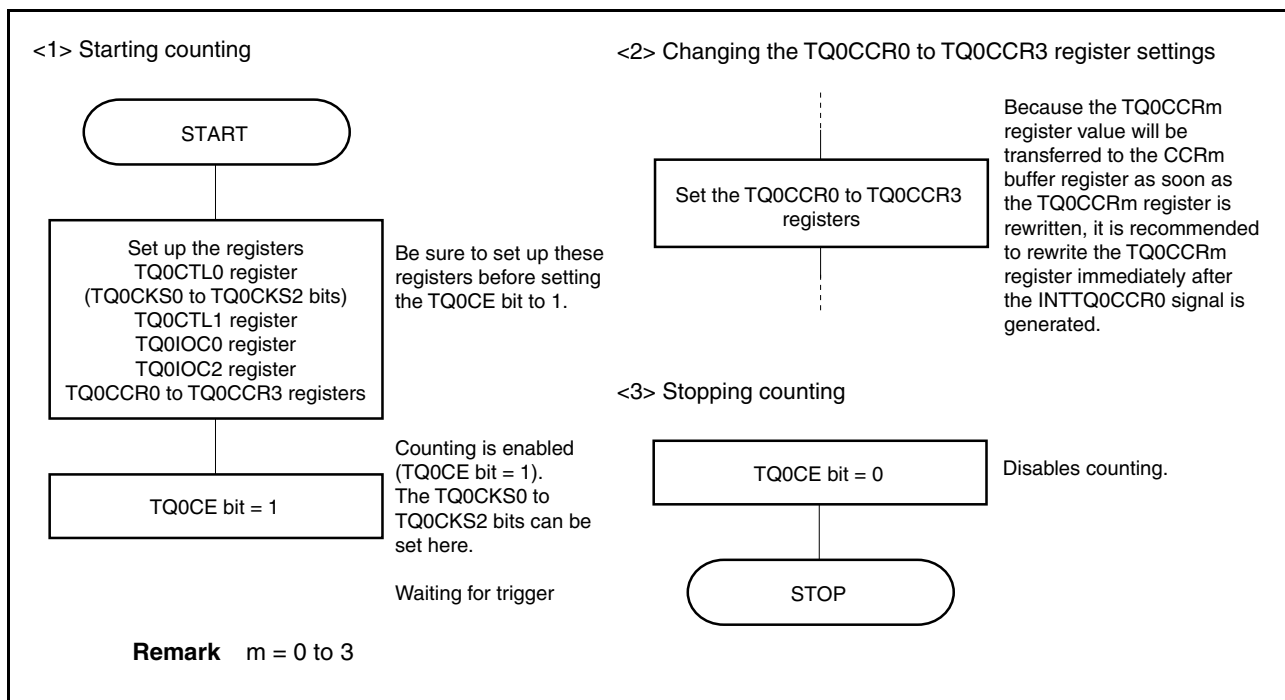 <1> Starting counting
START
Set up the registers
TQ0CTL0 register
(TQ0CKS0 to TQ0CKS2 bits)
TQ0CTL1 register
TQ0IOC0 register
TQ0IOC2 register
TQ0CCR0 to TQ0CCR3 registers
Be sure to set up these
registers before setting
the TQ0CE bit to 1.
TQ0CE bit = 1
Counting is enabled
(TQ0CE bit = 1).
The TQ0CKS0 to
TQ0CKS2 bits can be
set here.
Waiting for trigger
Remark m = 0 to 3
<2> Changing the TQ0CCR0 to TQ0CCR3 register settings
Set the TQ0CCR0 to TQ0CCR3
registers
Because the TQ0CCRm
register value will be
transferred to the CCRm
buffer register as soon as
the TQ0CCRm register is
rewritten, it is recommended
to rewrite the TQ0CCRm
register immediately after
the INTTQ0CCR0 signal is
generated.
<3> Stopping counting
TQ0CE bit = 0
Disables counting.
STOP